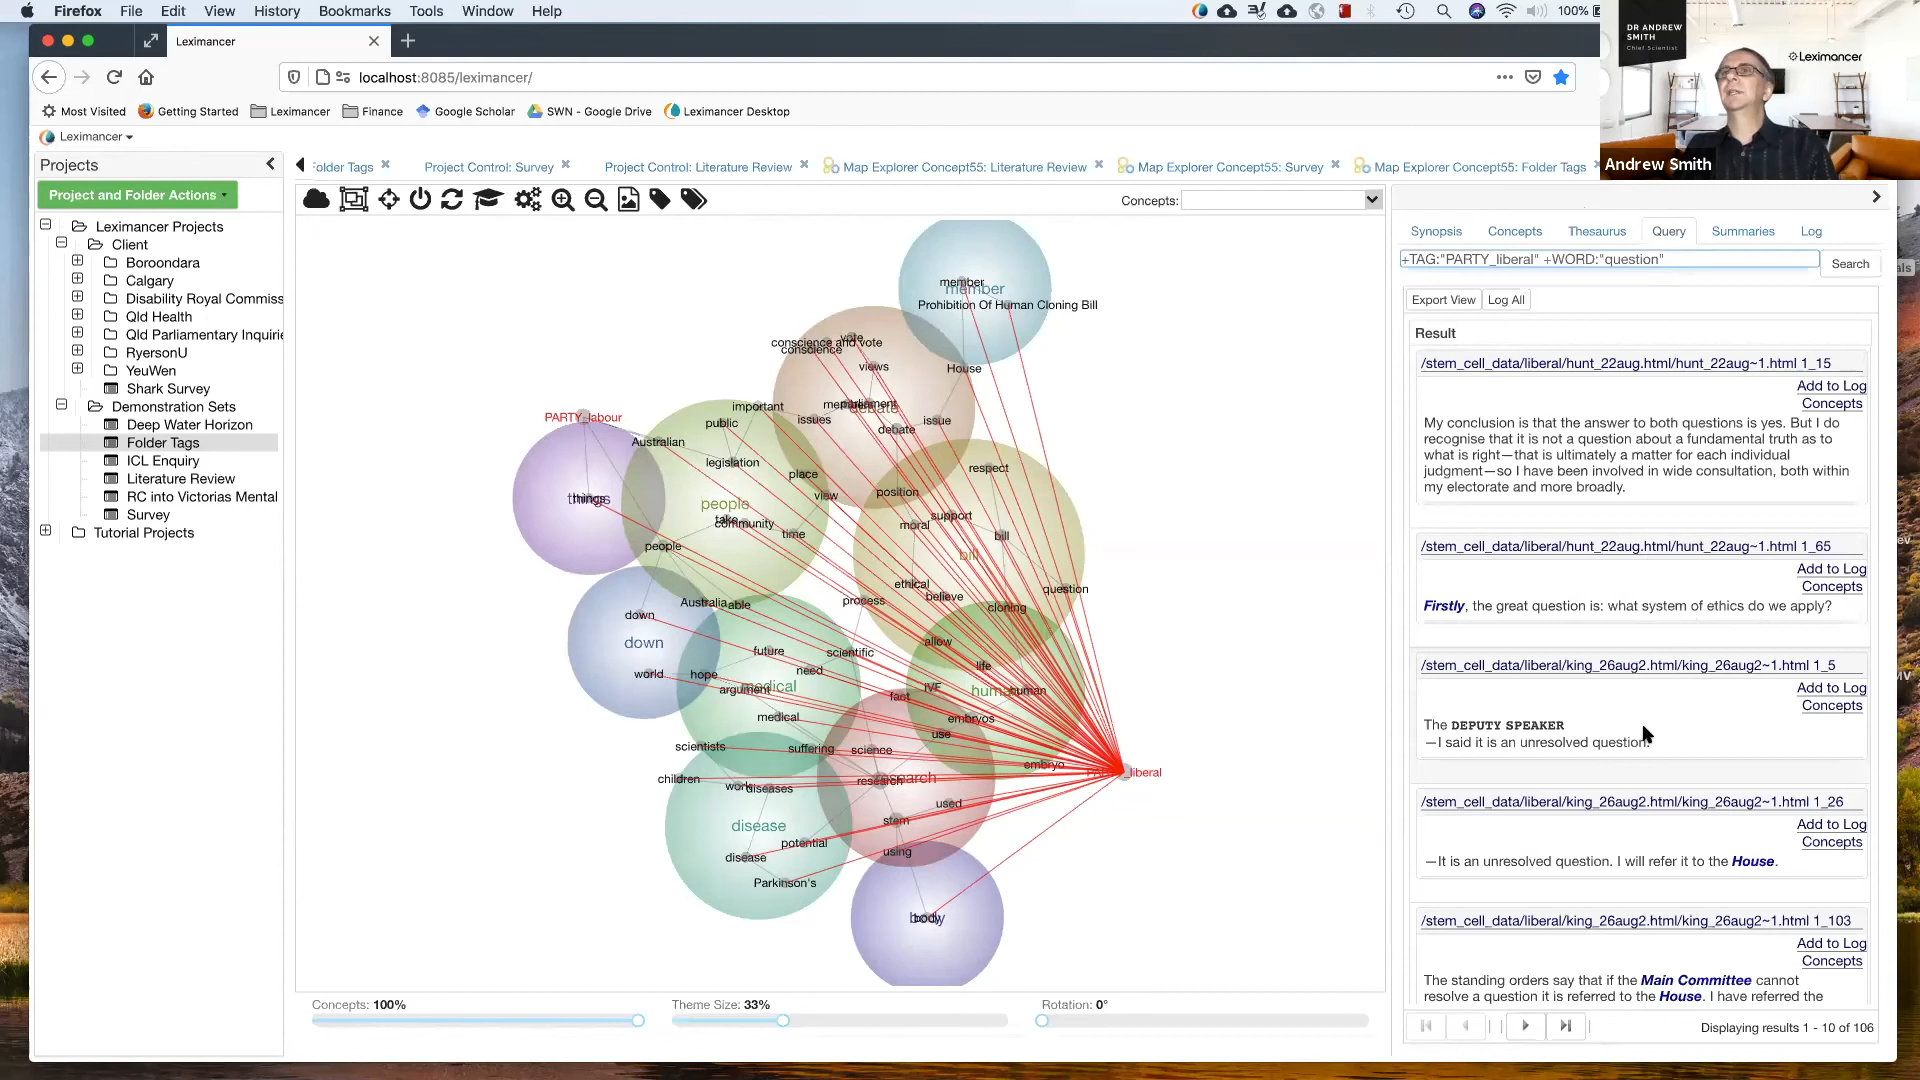 Firefox File Edit View History Bookmarks Tools Window Help
100%
Leximancer
localhost:8085/leximancer/
Most Visited Getting Started Leximancer Finance Google Scholar SWN - Google Drive Leximancer Desktop
Leximancer
DR ANDREW
SMITH
Chief Scientist
Leximancer
Andrew Smith
Projects
Project and Folder Actions
Leximancer Projects
Client
Boroondara
Calgary
Disability Royal Commiss
Qld Health
Qld Parliamentary Inquirie
RyersonU
YeuWen
Shark Survey
Demonstration Sets
Deep Water Horizon
Folder Tags
ICL Enquiry
Literature Review
RC into Victorias Mental
Survey
Tutorial Projects
Folder Tags Project Control: Survey Project Control: Literature Review Map Explorer Concept55: Literature Review Map Explorer Concept55: Survey Map Explorer Concept55: Folder Tags
Concepts:
member
member
Prohibition Of Human Cloning Bill
vote
conscience and vote
conscience
views
House
important
parliament
debate
issues
issue
debate
PARTY_labour
public
Australian
legislation
place
respect
things
things
people
view
position
take
community
time
support
moral
bill
bill
people
ethical
believe
question
process
cloning
Australia
able
down
down
allow
future
scientific
life
need
world
hope
medical
argument
fact
IVF
human
human
medical
embryos
use
scientists
suffering
science
embryo
liberal
children
research
research
work
diseases
used
stem
disease
potential
using
disease
Parkinson's
body
body
Concepts: 100%
Theme Size: 33%
Rotation: 0°
Synopsis Concepts Thesaurus Query Summaries Log
+TAG:"PARTY_liberal" +WORD:"question"
Search
Export View Log All
Result
/stem_cell_data/liberal/hunt_22aug.html/hunt_22aug~1.html 1_15
Add to Log
Concepts
My conclusion is that the answer to both questions is yes. But I do
recognise that it is not a question about a fundamental truth as to
what is right—that is ultimately a matter for each individual
judgment—so I have been involved in wide consultation, both within
my electorate and more broadly.
/stem_cell_data/liberal/hunt_22aug.html/hunt_22aug~1.html 1_65
Add to Log
Concepts
Firstly, the great question is: what system of ethics do we apply?
/stem_cell_data/liberal/king_26aug2.html/king_26aug2~1.html 1_5
Add to Log
Concepts
The DEPUTY SPEAKER
—I said it is an unresolved question.
/stem_cell_data/liberal/king_26aug2.html/king_26aug2~1.html 1_26
Add to Log
Concepts
—It is an unresolved question. I will refer it to the House.
/stem_cell_data/liberal/king_26aug2.html/king_26aug2~1.html 1_103
Add to Log
Concepts
The standing orders say that if the Main Committee cannot
resolve a question it is referred to the House. I have referred the
Displaying results 1 - 10 of 106